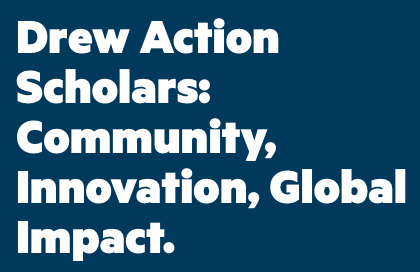 Drew Action
Scholars:
Community,
Innovation, Global
Impact.